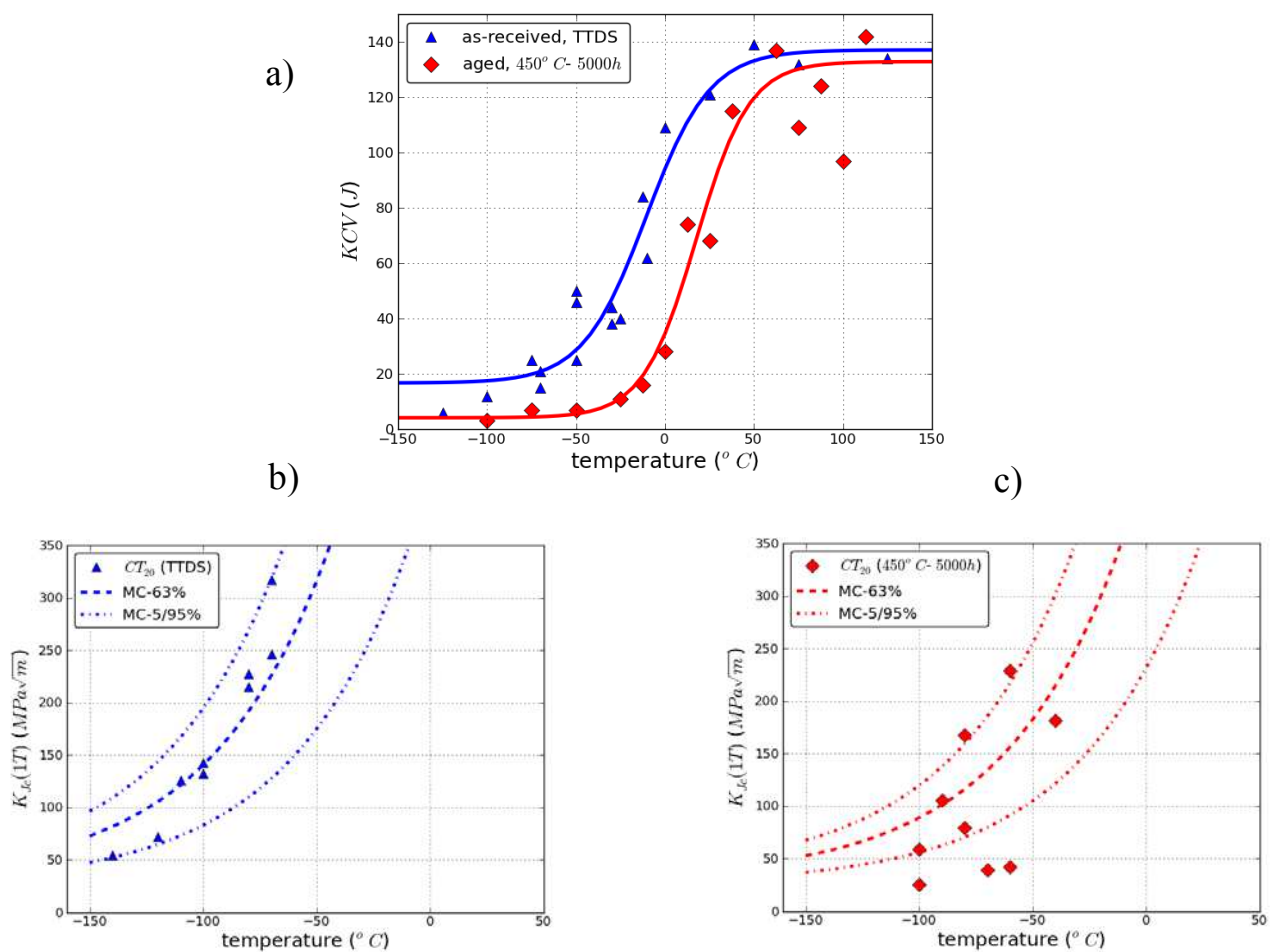 a)
as-received, TTDS
aged, 450° C- 5000h
KCV (J)
140
120
100
80
60
40
20
0
−150 −100 −50 0 50 100 150
temperature (° C)
b)
c)
CT₂₀ (TTDS)
MC-63%
MC-5/95%
K_Jc(1T) (MPa√m)
350
300
250
200
150
100
50
0
−150 −100 −50 0 50
temperature (° C)
CT₂₀ (450° C- 5000h)
MC-63%
MC-5/95%
K_Jc(1T) (MPa√m)
350
300
250
200
150
100
50
0
−150 −100 −50 0 50
temperature (° C)